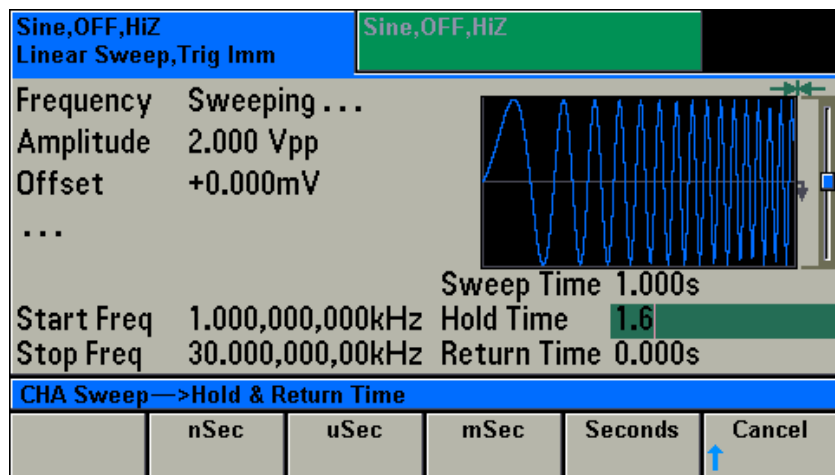 Sine,OFF,HiZ
Linear Sweep,Trig Imm
Sine,OFF,HiZ
Frequency Sweeping...
Amplitude 2.000 Vpp
Offset +0.000mV
...
Sweep Time 1.000s
Start Freq 1.000,000,000kHz Hold Time 1.6
Stop Freq 30.000,000,00kHz Return Time 0.000s
CHA Sweep—>Hold & Return Time
nSec uSec mSec Seconds Cancel